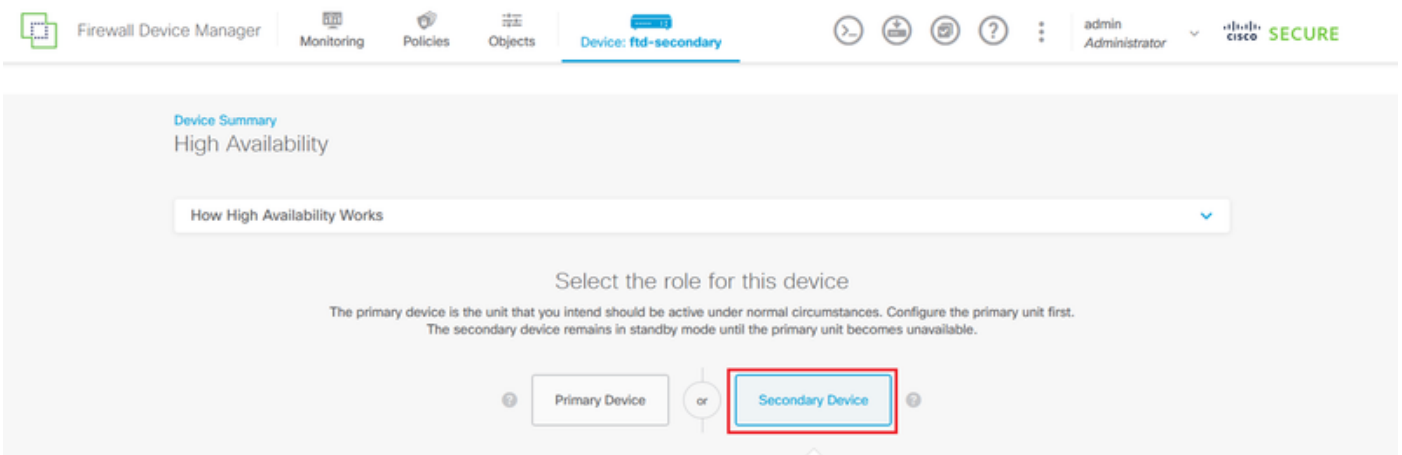 Firewall Device Manager
Monitoring
Policies
Objects
Device: ftd-secondary
>_
?
admin
Administrator
cisco SECURE
Device Summary
High Availability
How High Availability Works
Select the role for this device
The primary device is the unit that you intend should be active under normal circumstances. Configure the primary unit first.
The secondary device remains in standby mode until the primary unit becomes unavailable.
? Primary Device or Secondary Device ?